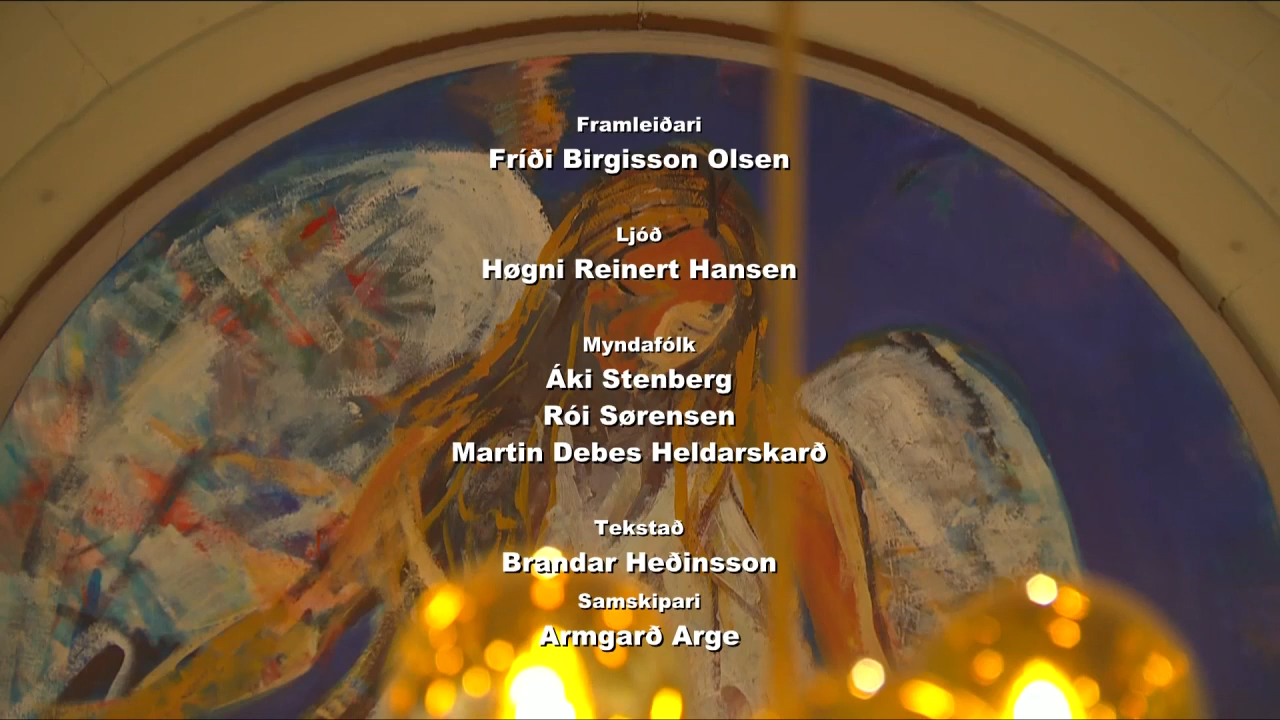 Framleiðari
Fríði Birgisson Olsen
Ljóð
Høgni Reinert Hansen
Myndafólk
Áki Stenberg
Rói Sørensen
Martin Debes Heldarskarð
Tekstað
Brandar Heðinsson
Samskipari
Armgarð Arge